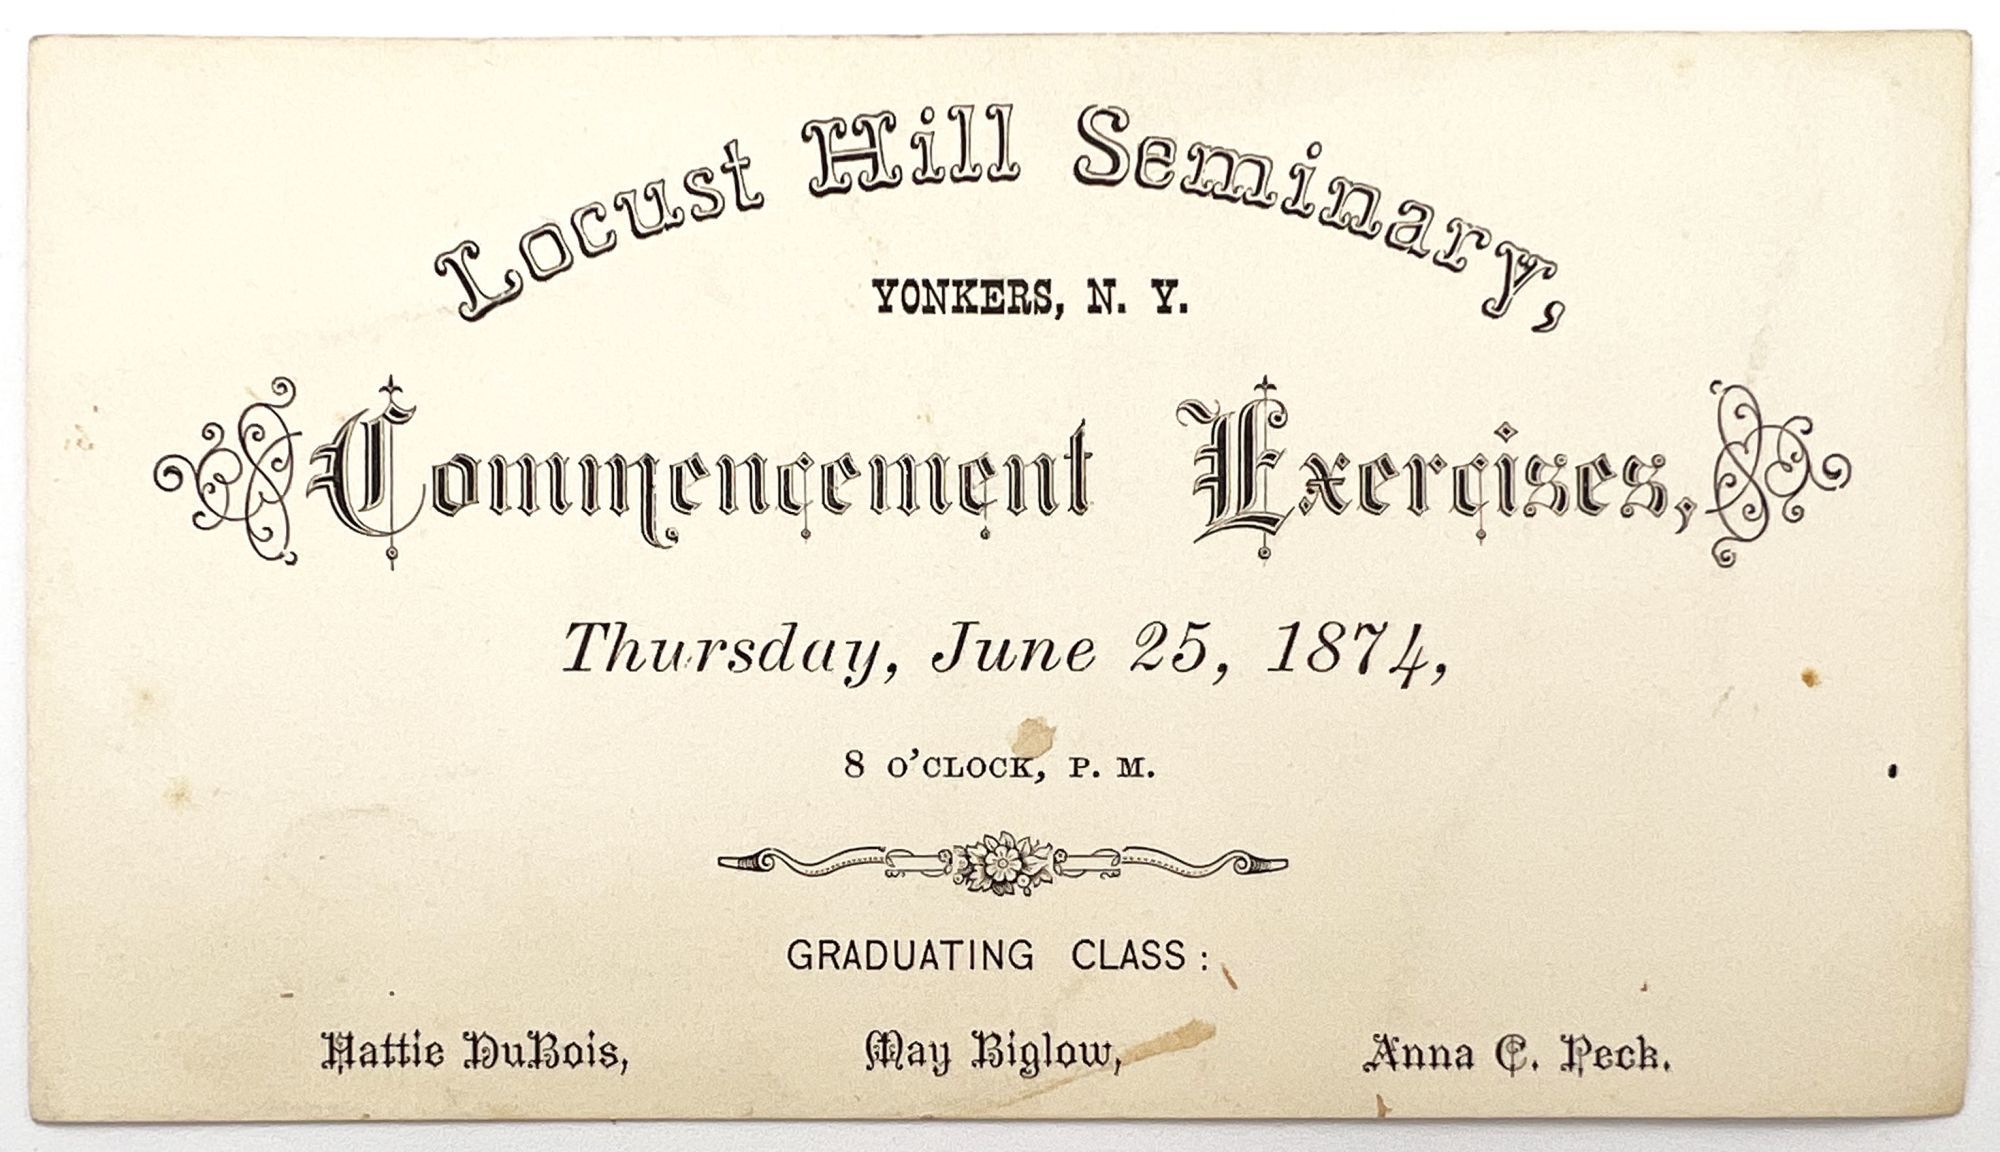 Locust Hill Seminary,
YONKERS, N. Y.
Commencement Exercises,
Thursday, June 25, 1874,
8 O'CLOCK, P. M.
GRADUATING CLASS:
Hattie DuBois, May Biglow, Anna C. Peck.